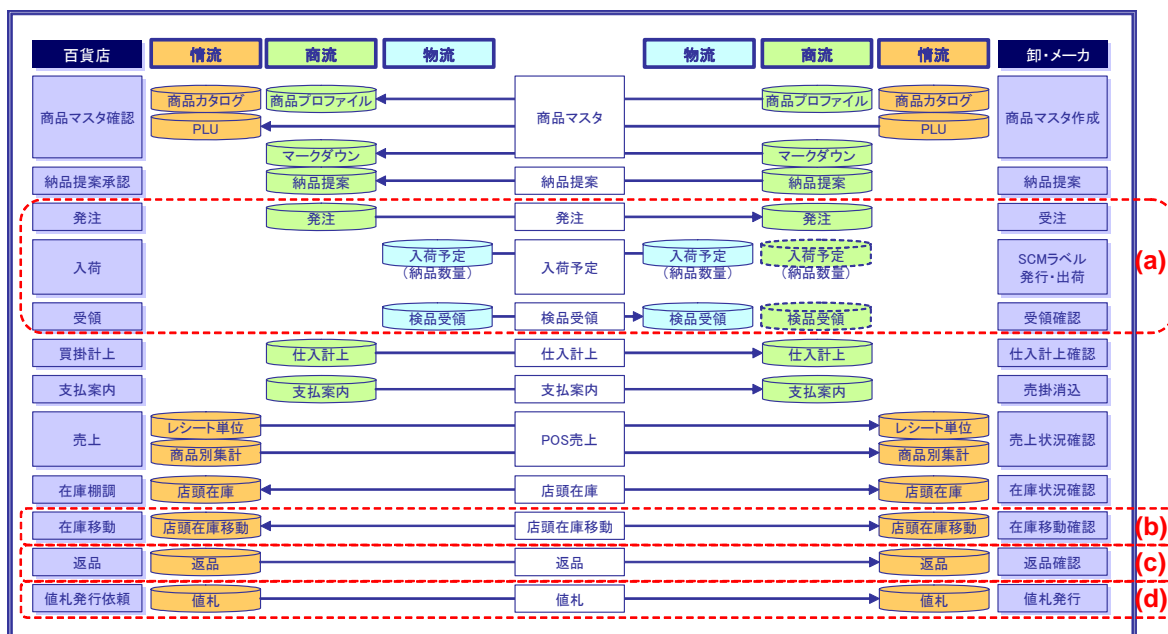 百貨店 情流 商流 物流 物流 商流 情流 卸・メーカ
商品マスタ確認 商品カタログ 商品プロファイル 商品マスタ 商品プロファイル 商品カタログ 商品マスタ作成
PLU PLU
マークダウン マークダウン
納品提案承認 納品提案 納品提案 納品提案 納品提案
発注 発注 発注 発注 受注
入荷 入荷予定 入荷予定 入荷予定 入荷予定 SCMラベル (a)
(納品数量) (納品数量) (納品数量) 発行・出荷
受領 検品受領 検品受領 検品受領 検品受領 受領確認
買掛計上 仕入計上 仕入計上 仕入計上 仕入計上確認
支払案内 支払案内 支払案内 支払案内 売掛消込
売上 レシート単位 POS売上 レシート単位 売上状況確認
商品別集計 商品別集計
在庫棚調 店頭在庫 店頭在庫 店頭在庫 在庫状況確認
在庫移動 店頭在庫移動 店頭在庫移動 店頭在庫移動 在庫移動確認 (b)
返品 返品 返品 返品 返品確認 (c)
値札発行依頼 値札 値札 値札 値札発行 (d)